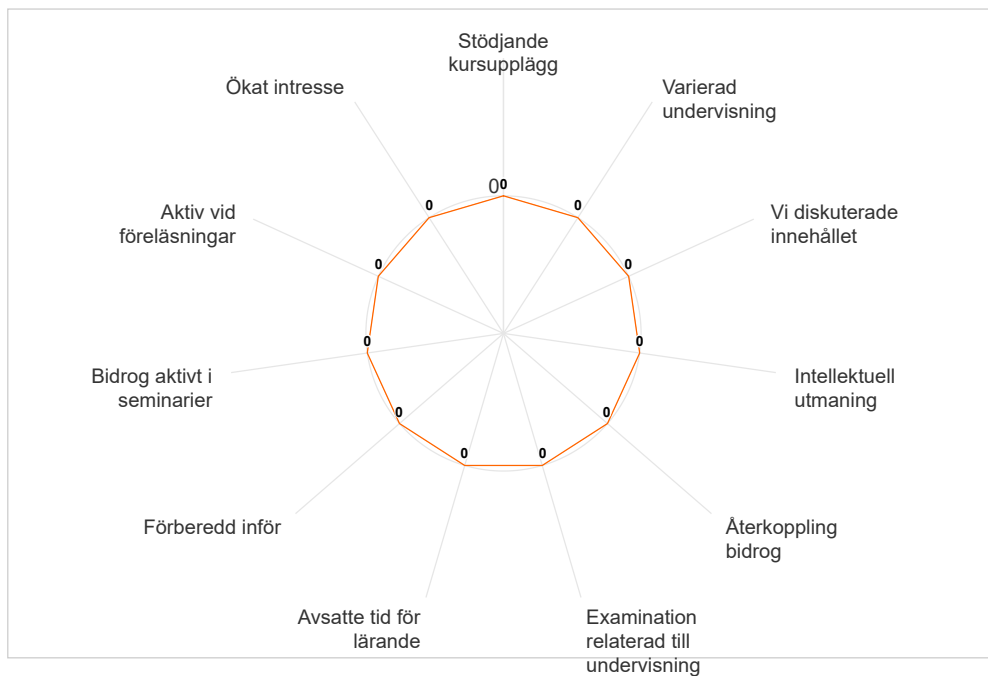 Stödjande
kursupplägg
Ökat intresse
Varierad
undervisning
0
0
0
0
Aktiv vid
föreläsningar
Vi diskuterade
innehållet
0
0
0
0
Bidrog aktivt i
seminarier
Intellektuell
utmaning
0
0
0
0
Förberedd inför
Återkoppling
bidrog
Avsatte tid för
lärande
Examination
relaterad till
undervisning